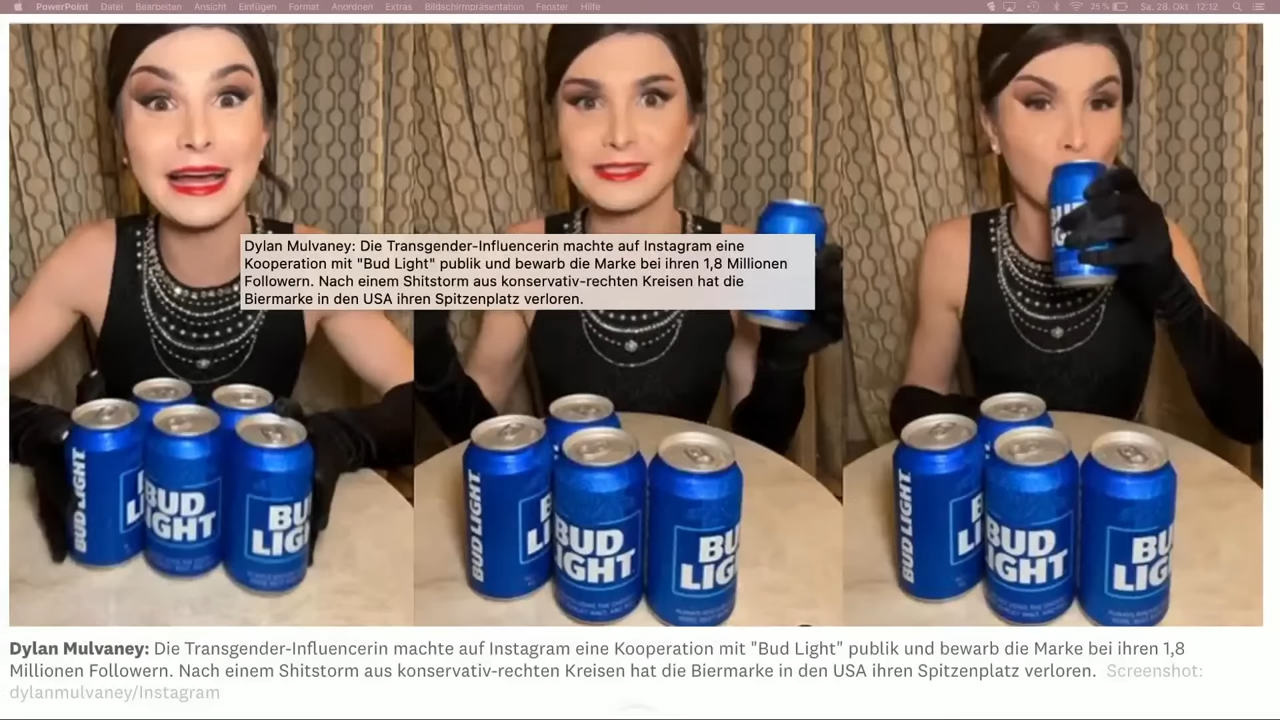 PowerPoint Datei Bearbeiten Ansicht Einfügen Format Anordnen Extras Bildschirmpräsentation Fenster Hilfe 25 % Sa. 28. Okt 12:12
Dylan Mulvaney: Die Transgender-Influencerin machte auf Instagram eine
Kooperation mit "Bud Light" publik und bewarb die Marke bei ihren 1,8 Millionen
Followern. Nach einem Shitstorm aus konservativ-rechten Kreisen hat die
Biermarke in den USA ihren Spitzenplatz verloren.
BUD LIGHT
BUD
LIGHT
BUD
LIGHT
BUD LIGHT
BUD
LIGHT
BUD
LIGHT
BUD LIGHT
BUD
LIGHT
BUD
LIGHT
Dylan Mulvaney: Die Transgender-Influencerin machte auf Instagram eine Kooperation mit "Bud Light" publik und bewarb die Marke bei ihren 1,8
Millionen Followern. Nach einem Shitstorm aus konservativ-rechten Kreisen hat die Biermarke in den USA ihren Spitzenplatz verloren. Screenshot:
dylanmulvaney/Instagram